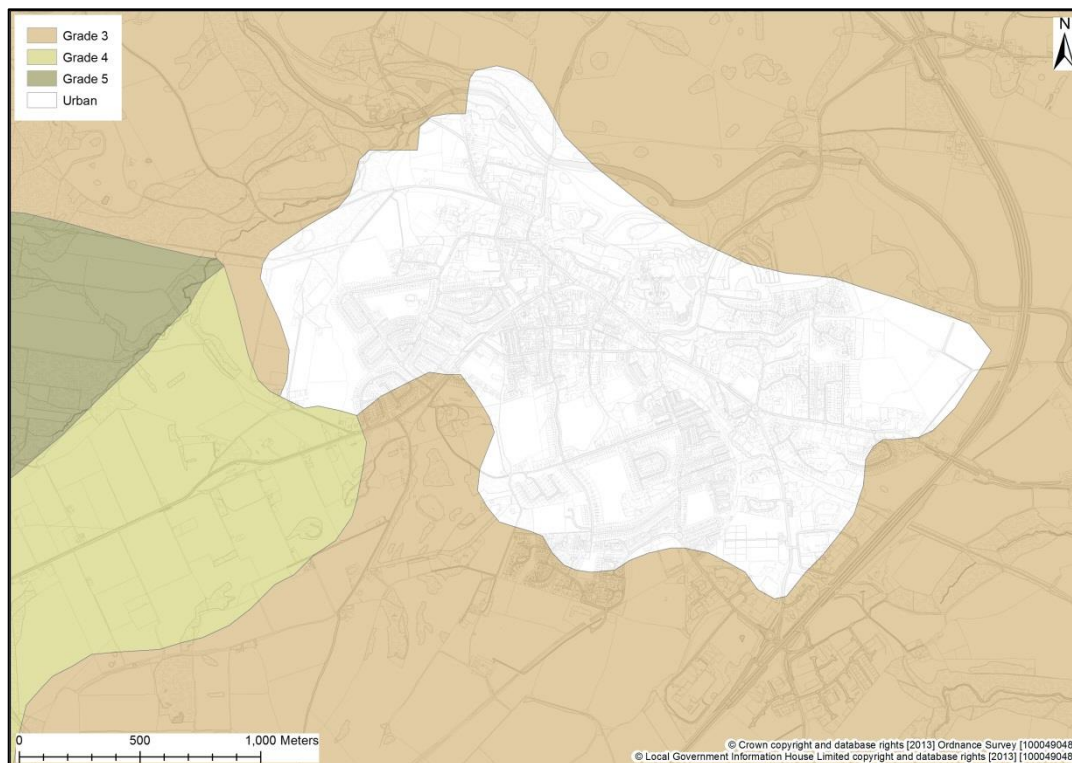 Grade 3
Grade 4
Grade 5
Urban
N
0 500 1,000 Meters
© Crown copyright and database rights [2013] Ordnance Survey [100049048
© Local Government Information House Limited copyright and database rights [2013] [100049048